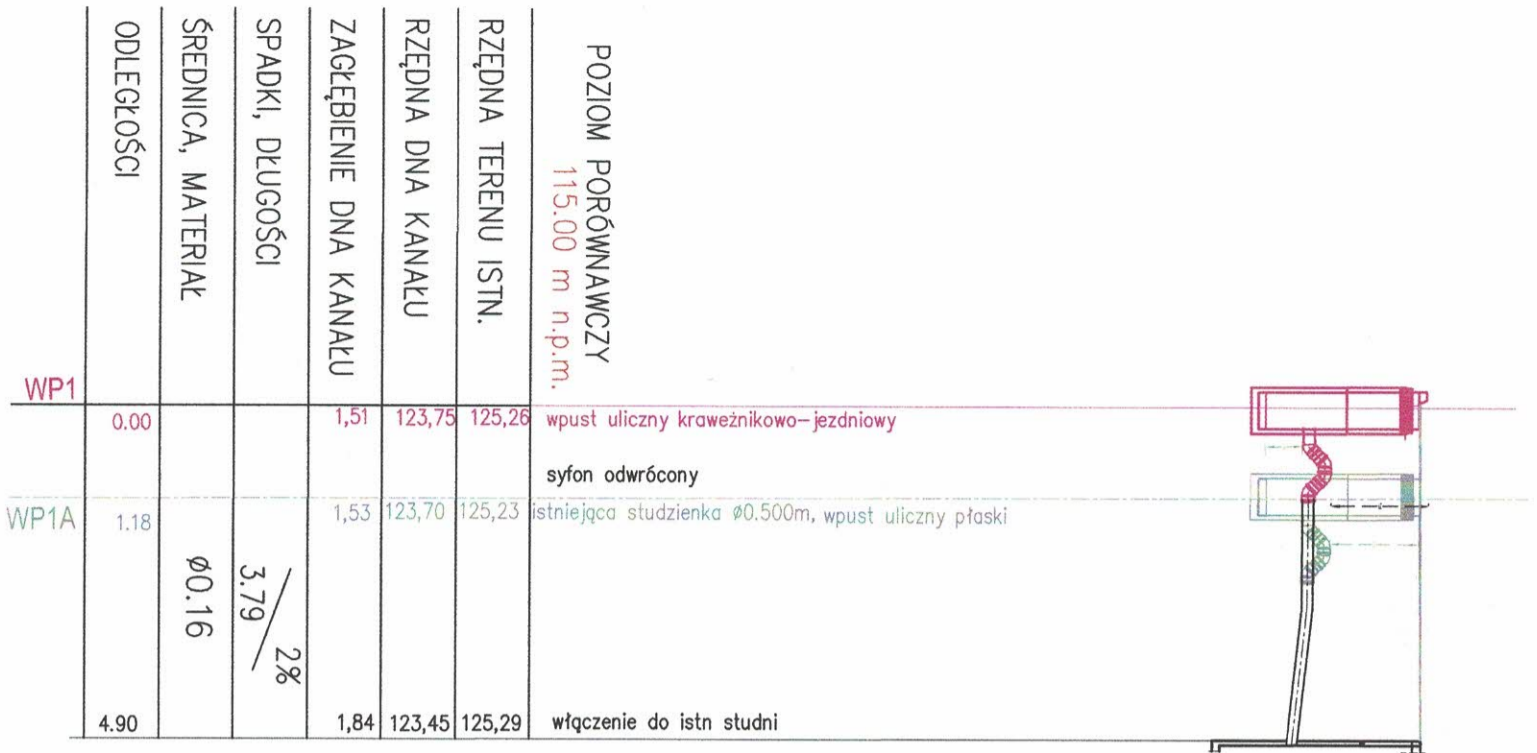 POZIOM PORÓWNAWCZY
115.00 m n.p.m.
RZĘDNA TERENU ISTN.
RZĘDNA DNA KANAŁU
ZAGŁĘBIENIE DNA KANAŁU
SPADKI, DŁUGOŚCI
ŚREDNICA, MATERIAŁ
ODLEGŁOŚCI
WP1
0.00 1,51 123,75 125,26 wpust uliczny kraweżnikowo-jezdniowy
syfon odwrócony
WP1A 1.18 1,53 123,70 125,23 istniejąca studzienka ø0.500m, wpust uliczny płaski
ø0.16
3.79 2%
4.90 1,84 123,45 125,29 włączenie do istn studni